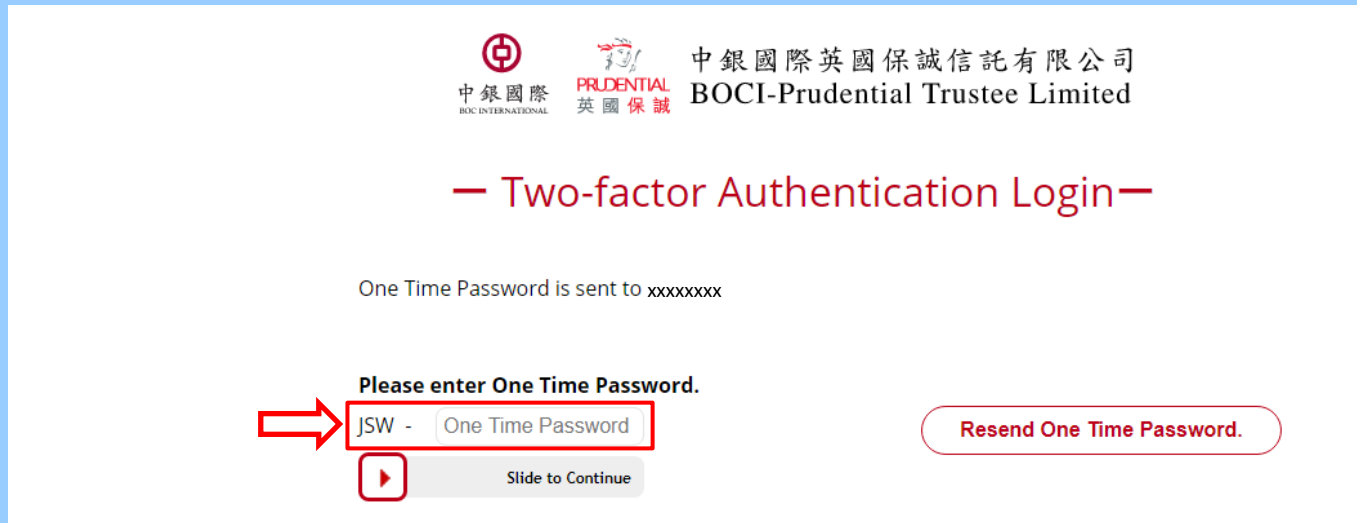 中銀國際
BOC INTERNATIONAL
PRUDENTIAL
英國保誠
中銀國際英國保誠信託有限公司
BOCI-Prudential Trustee Limited
— Two-factor Authentication Login—
One Time Password is sent to xxxxxxxx
Please enter One Time Password.
JSW - One Time Password
Resend One Time Password.
Slide to Continue